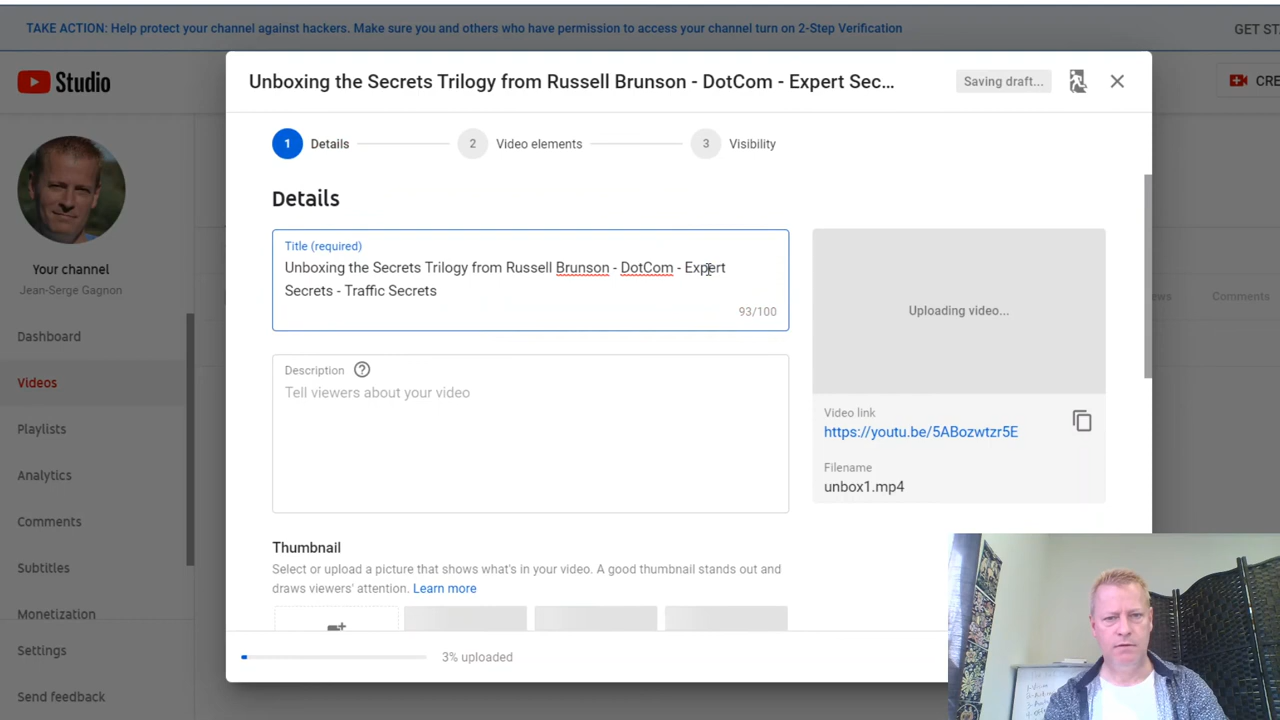 TAKE ACTION: Help protect your channel against hackers. Make sure you and others who have permission to access your channel turn on 2-Step Verification
GET
Studio
Unboxing the Secrets Trilogy from Russell Brunson - DotCom - Expert Sec...
Saving draft...
1 Details
2 Video elements
3 Visibility
Details
Title (required)
Unboxing the Secrets Trilogy from Russell Brunson - DotCom - Expert
Secrets - Traffic Secrets
93/100
Description
Tell viewers about your video
Uploading video...
Video link
https://youtu.be/5ABozwtzr5E
Filename
unbox1.mp4
Thumbnail
Select or upload a picture that shows what's in your video. A good thumbnail stands out and
draws viewers' attention. Learn more
3% uploaded
Your channel
Jean-Serge Gagnon
Dashboard
Videos
Playlists
Analytics
Comments
Subtitles
Monetization
Settings
Send feedback
Comments